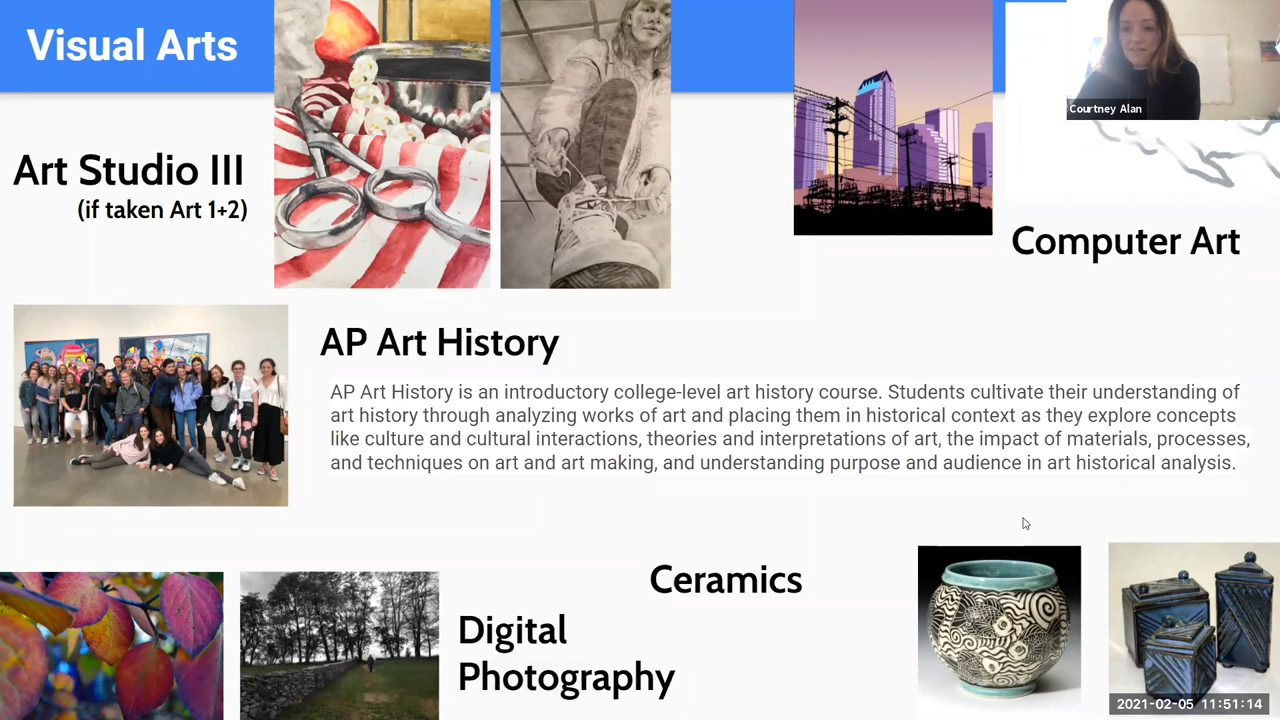 Visual Arts
Courtney Alan
Art Studio III
(if taken Art 1+2)
Computer Art
AP Art History
AP Art History is an introductory college-level art history course. Students cultivate their understanding of
art history through analyzing works of art and placing them in historical context as they explore concepts
like culture and cultural interactions, theories and interpretations of art, the impact of materials, processes,
and techniques on art and art making, and understanding purpose and audience in art historical analysis.
Ceramics
Digital
Photography
2021-02-05 11:51:14